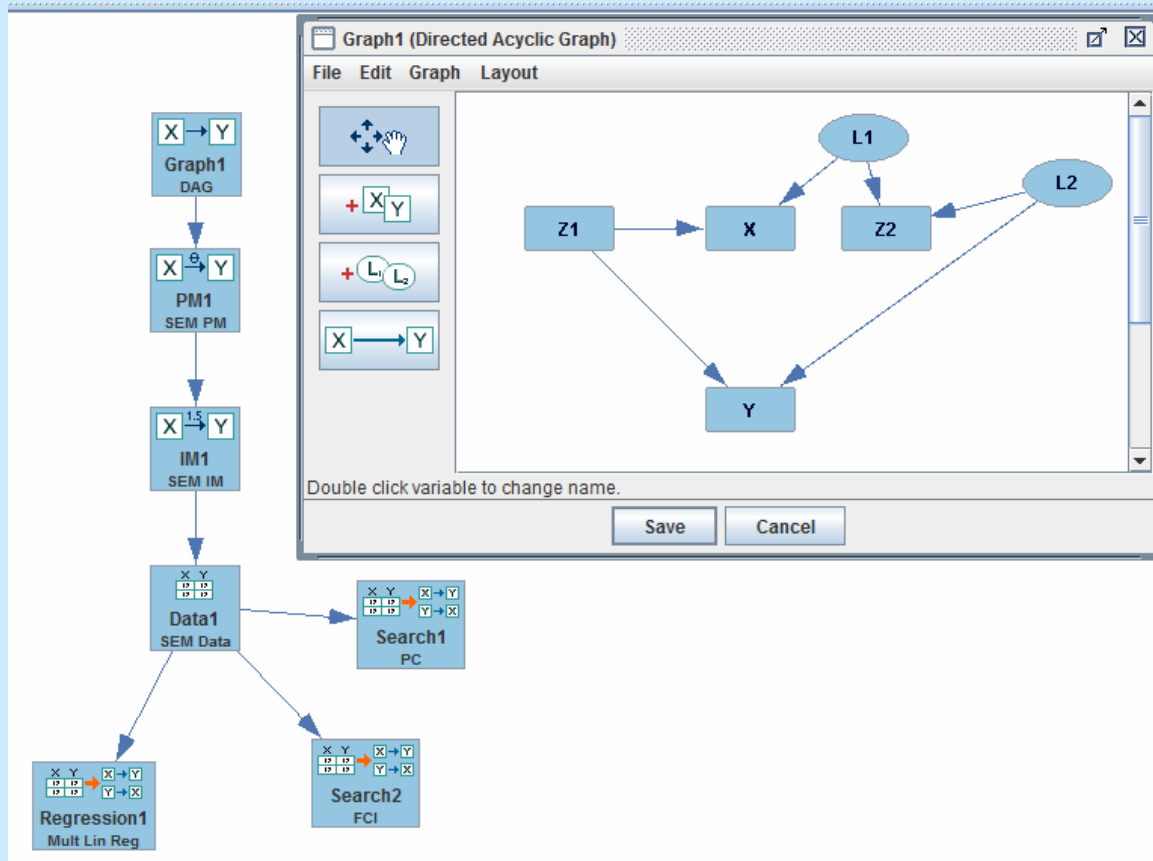 Graph1 (Directed Acyclic Graph)
File Edit Graph Layout
X Y
Graph1
DAG
X θ Y
PM1
SEM PM
X 1.5 Y
IM1
SEM IM
X Y
Data1
SEM Data
X Y X Y
Y X
Search1
PC
X Y X Y
Y X
Search2
FCI
X Y X Y
Y X
Regression1
Mult Lin Reg
+ X Y
+ L1 L2
X Y
L1
L2
Z1
X
Z2
Y
Double click variable to change name.
Save Cancel